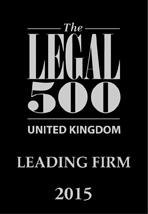 The
LEGAL
500
UNITED KINGDOM
LEADING FIRM
2015